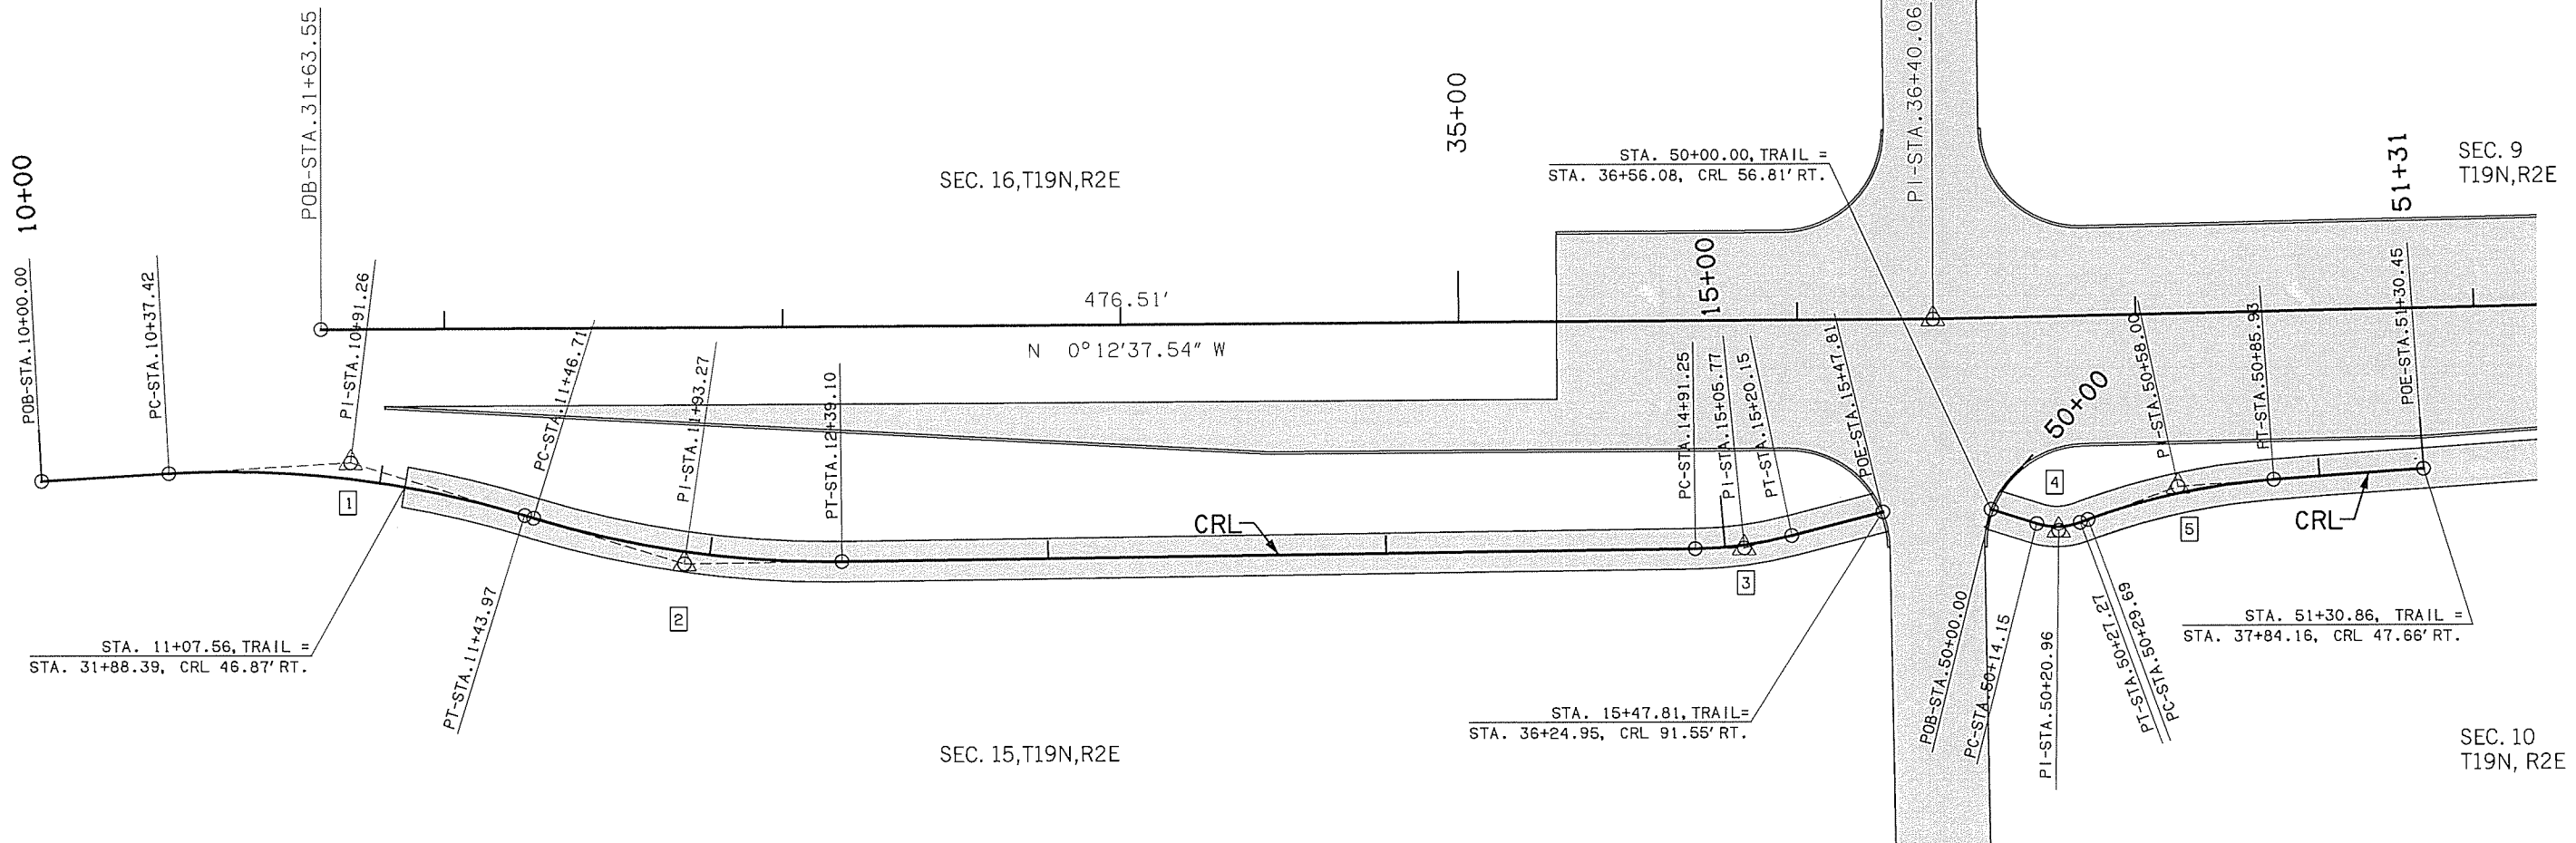 POB-STA.31+63.55
PI-STA.36+40.06
35+00
10+00
STA. 50+00.00, TRAIL =
STA. 36+56.08, CRL 56.81' RT.
51+31
SEC. 9
T19N,R2E
SEC. 16,T19N,R2E
POB-STA.10+00.00
PC-STA.10+37.42
PI-STA.10+91.26
476.51'
N 0°12'37.54" W
15+00
POE-STA.51+30.45
PC-STA.11+46.71
PI-STA.11+93.27
PT-STA.12+39.10
PC-STA.14+91.25
PI-STA.15+05.77
PT-STA.15+20.15
POE-STA.15+47.81
50+00
PI-STA.50+58.00
PT-STA.50+85.93
1
4
CRL
5
CRL
3
2
STA. 11+07.56, TRAIL =
STA. 31+88.39, CRL 46.87' RT.
PT-STA.11+43.97
POB-STA.50+00.00
PC-STA.50+14.15
PI-STA.50+20.96
PT-STA.50+27.27
PC-STA.50+29.69
STA. 51+30.86, TRAIL =
STA. 37+84.16, CRL 47.66' RT.
STA. 15+47.81, TRAIL=
STA. 36+24.95, CRL 91.55' RT.
SEC. 15,T19N,R2E
SEC. 10
T19N, R2E